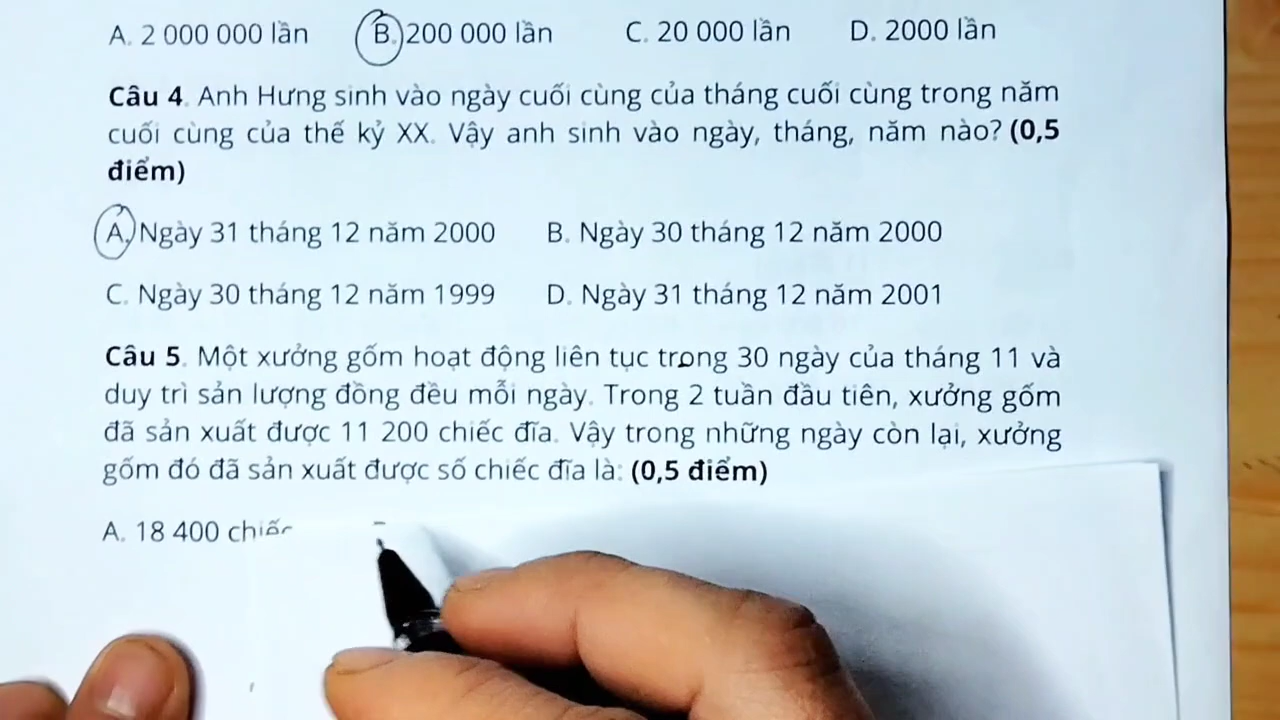 A. 2 000 000 lần B. 200 000 lần C. 20 000 lần D. 2000 lần
Câu 4. Anh Hưng sinh vào ngày cuối cùng của tháng cuối cùng trong năm
cuối cùng của thế kỷ XX. Vậy anh sinh vào ngày, tháng, năm nào? (0,5
điểm)
A. Ngày 31 tháng 12 năm 2000 B. Ngày 30 tháng 12 năm 2000
C. Ngày 30 tháng 12 năm 1999 D. Ngày 31 tháng 12 năm 2001
Câu 5. Một xưởng gốm hoạt động liên tục trong 30 ngày của tháng 11 và
duy trì sản lượng đồng đều mỗi ngày. Trong 2 tuần đầu tiên, xưởng gốm
đã sản xuất được 11 200 chiếc đĩa. Vậy trong những ngày còn lại, xưởng
gốm đó đã sản xuất được số chiếc đĩa là: (0,5 điểm)
A. 18 400 chiếc